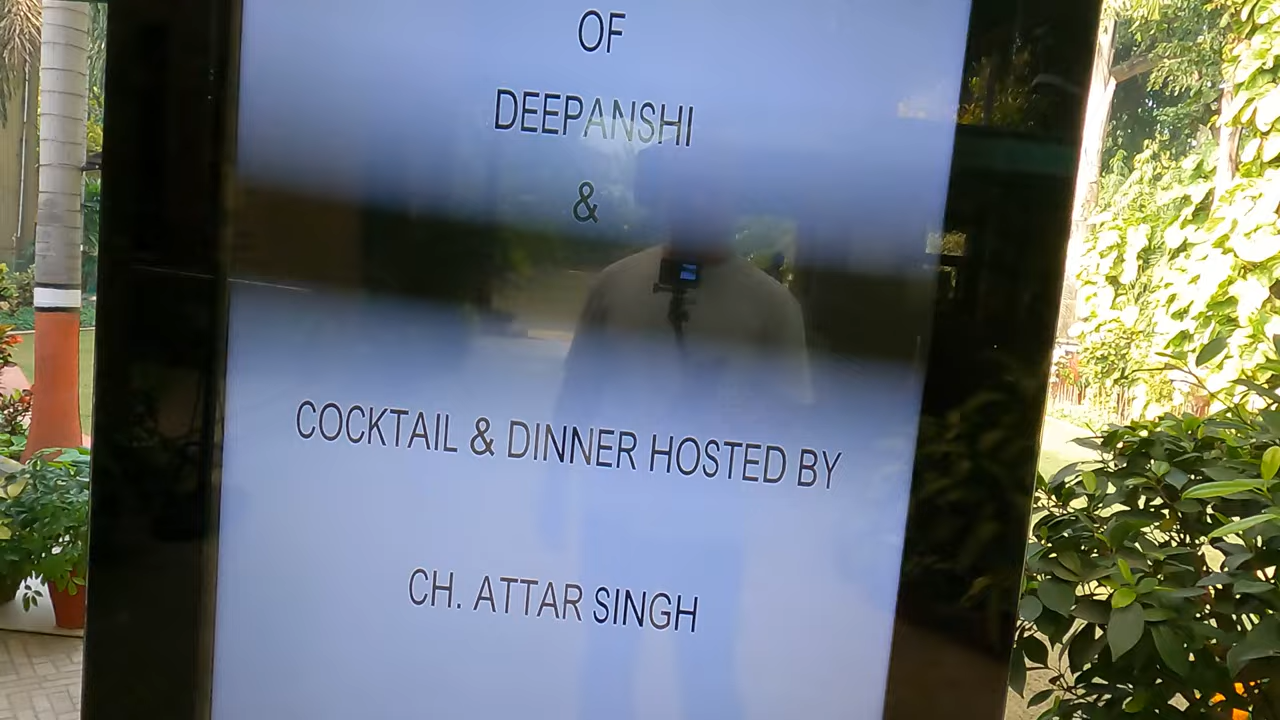 OF
DEEPANSHI
&
COCKTAIL & DINNER HOSTED BY
CH. ATTAR SINGH